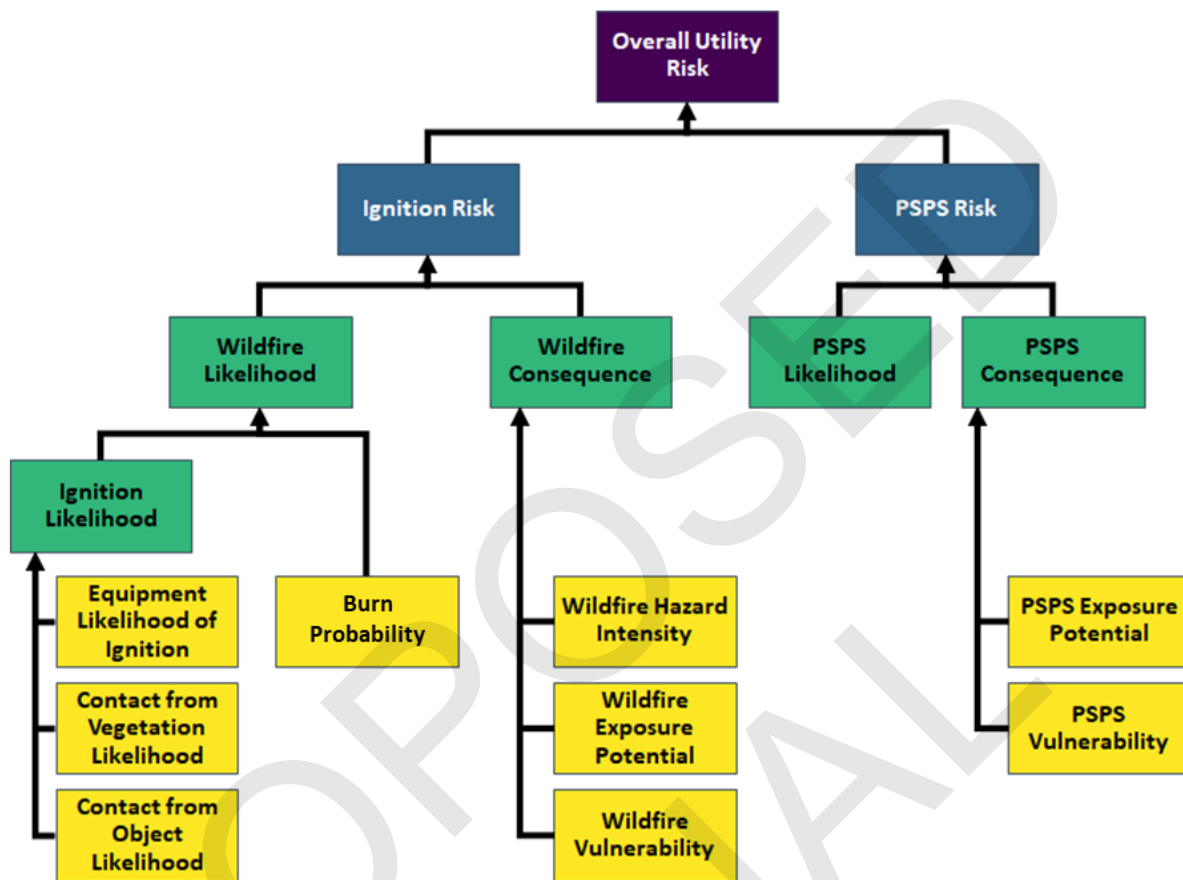 Overall Utility
Risk
Ignition Risk
PSPS Risk
Wildfire
Likelihood
Wildfire
Consequence
PSPS
Likelihood
PSPS
Consequence
Ignition
Likelihood
Equipment
Likelihood of
Ignition
Burn
Probability
Wildfire Hazard
Intensity
PSPS Exposure
Potential
Contact from
Vegetation
Likelihood
Wildfire
Exposure
Potential
PSPS
Vulnerability
Contact from
Object
Likelihood
Wildfire
Vulnerability
OPOSED
IAL